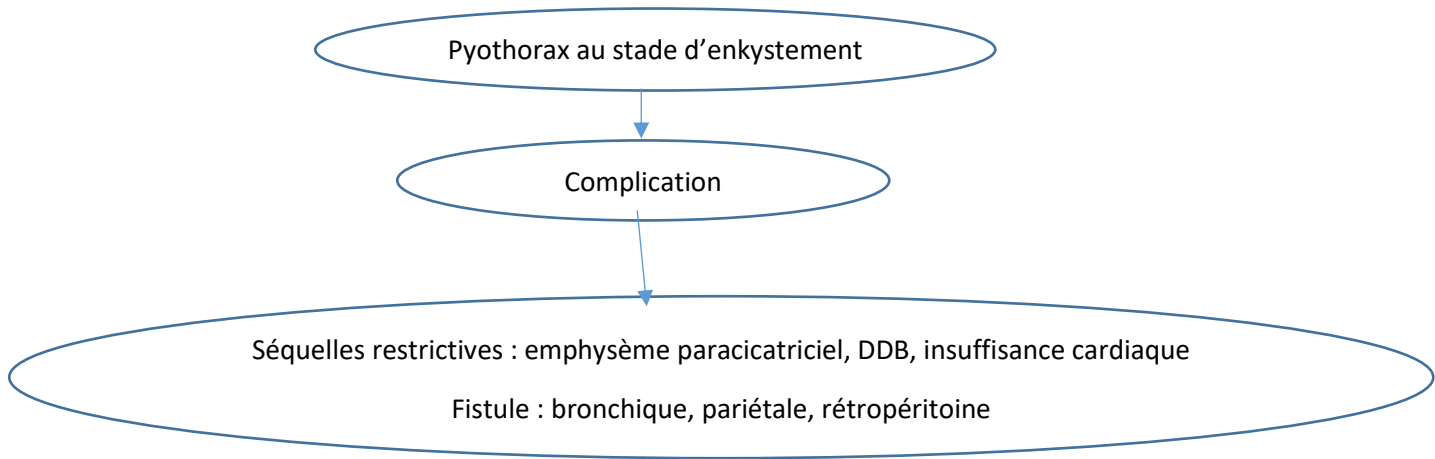 Pyothorax au stade d’enkystement
Complication
Séquelles restrictives : emphysème paracicatriciel, DDB, insuffisance cardiaque
Fistule : bronchique, pariétale, rétropéritoine